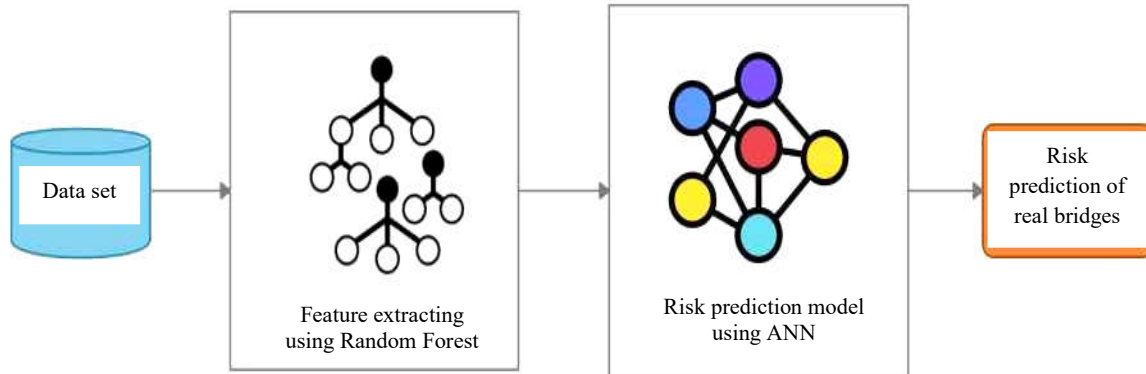 Data set
Feature extracting
using Random Forest
Risk prediction model
using ANN
Risk
prediction of
real bridges